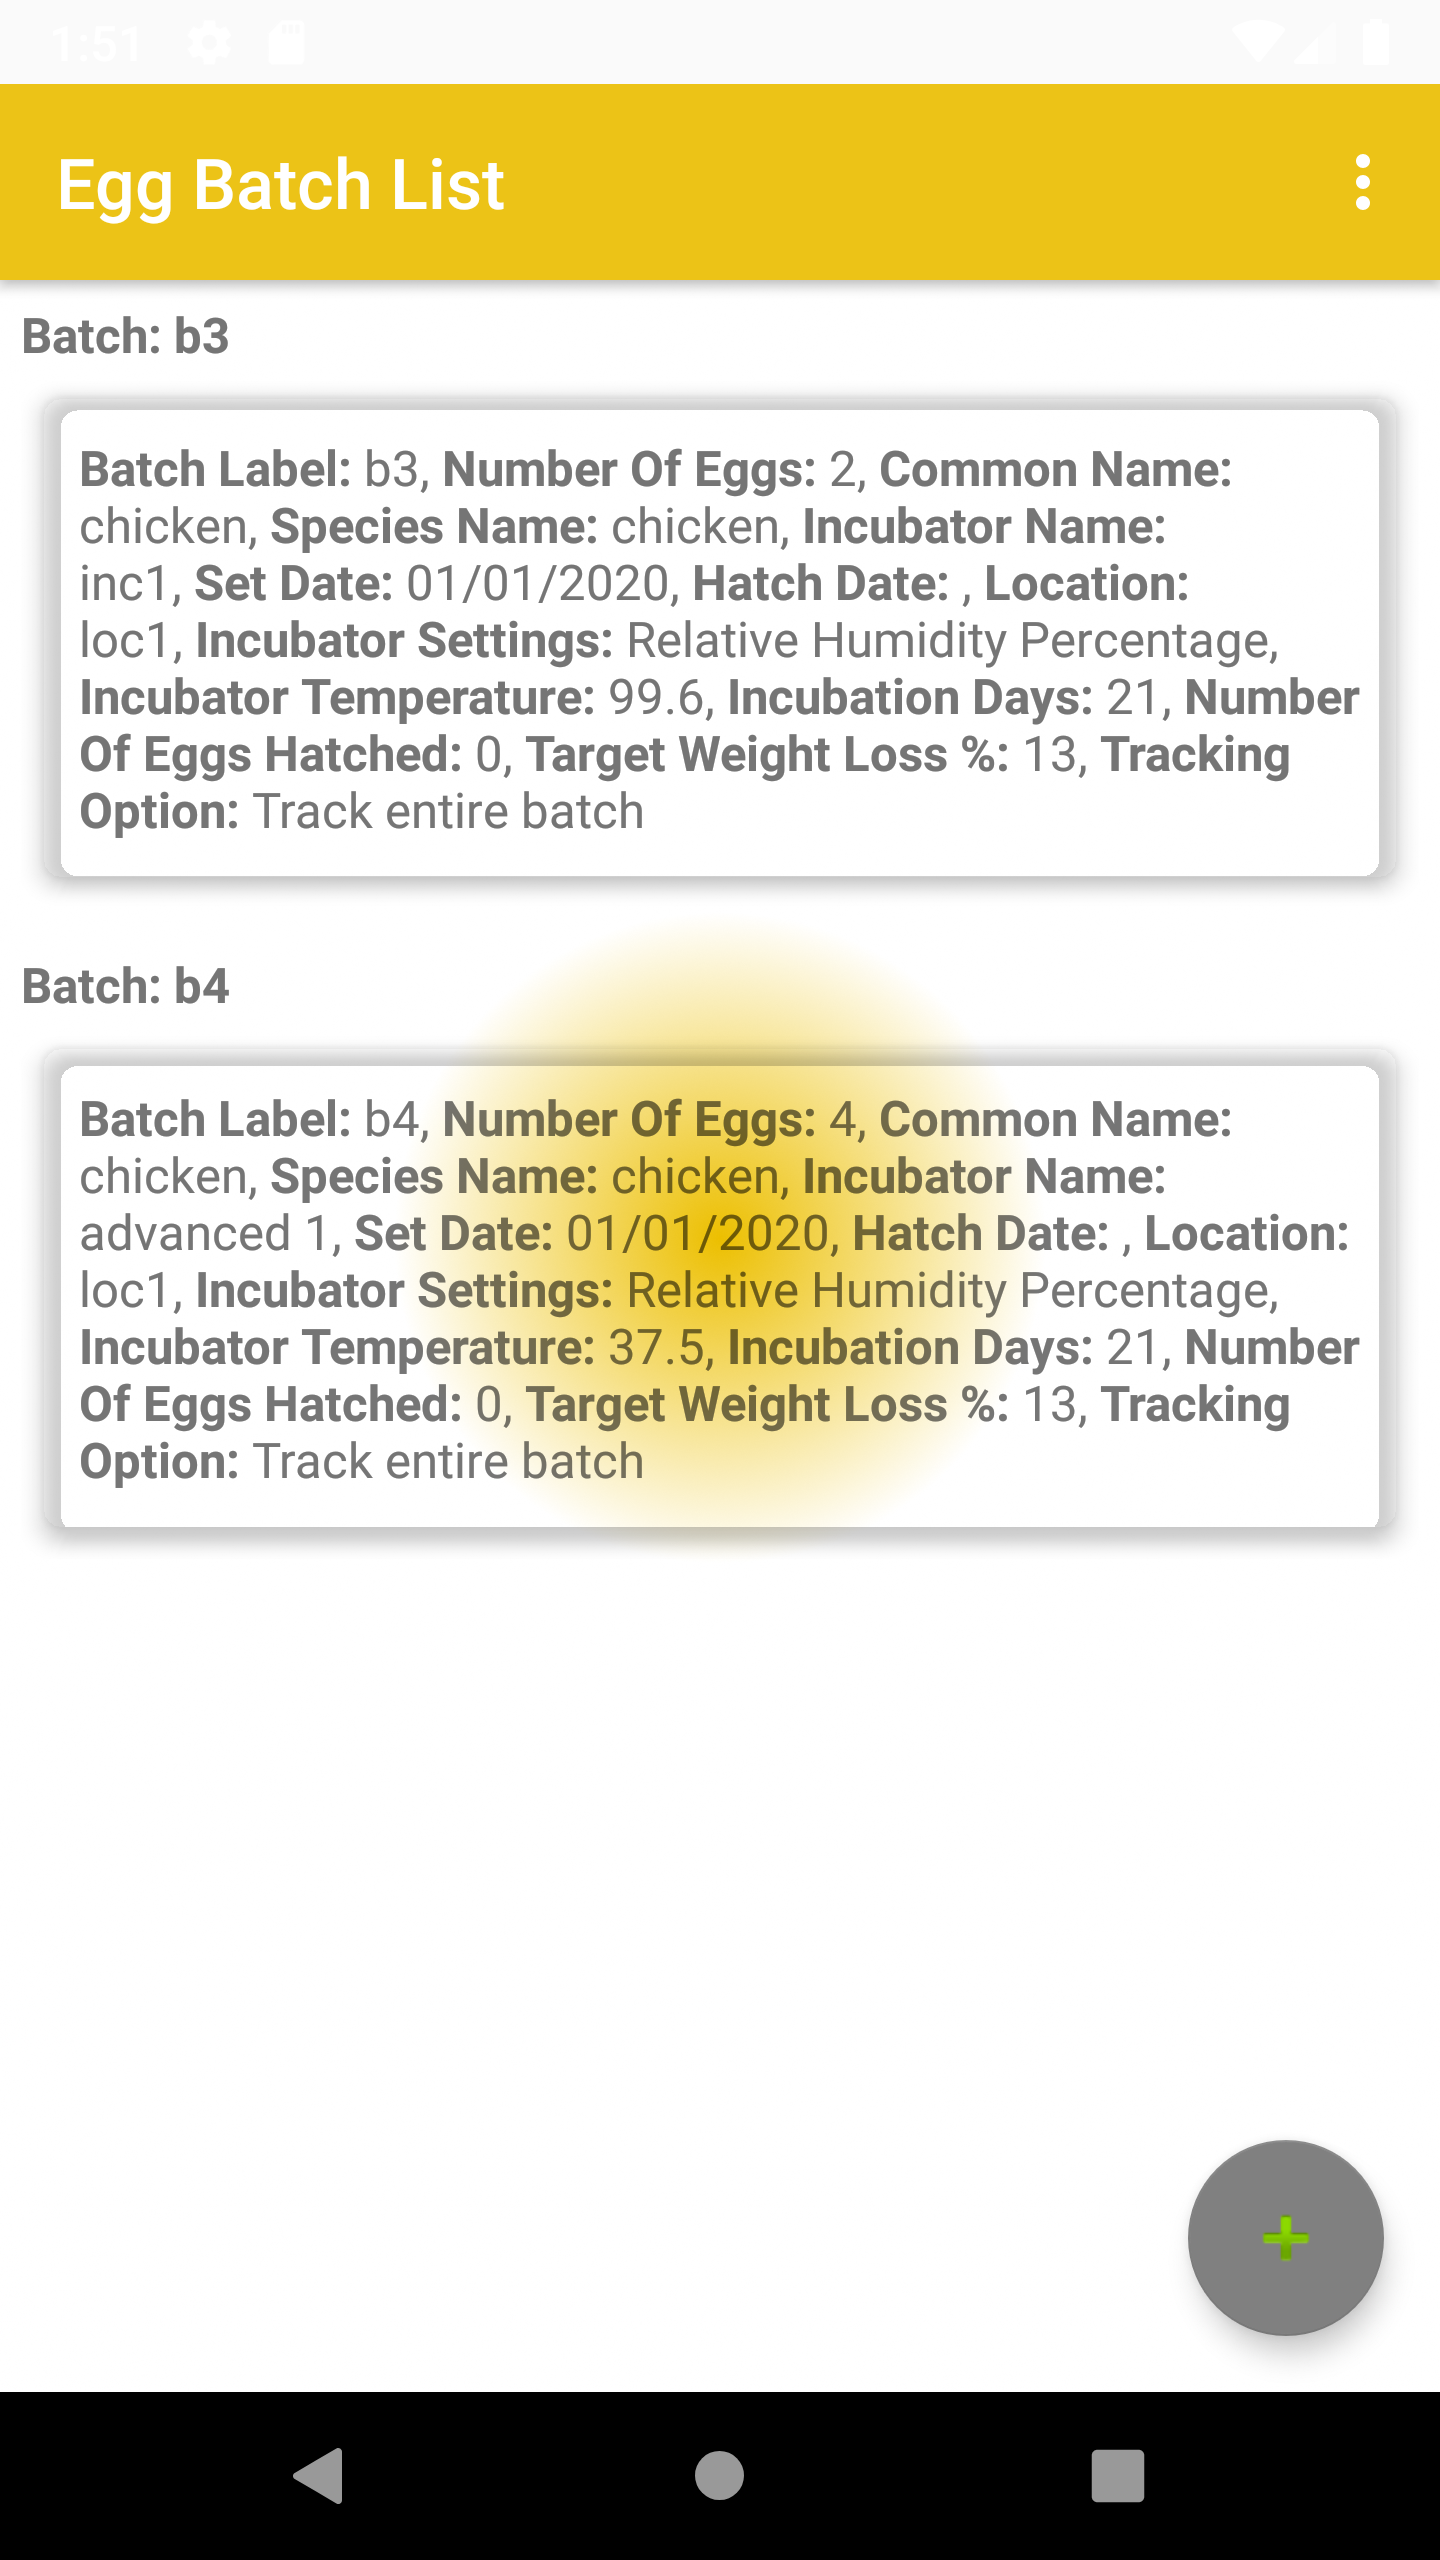 1:51
Egg Batch List
Batch: b3
Batch Label: b3, Number Of Eggs: 2, Common Name:
chicken, Species Name: chicken, Incubator Name:
inc1, Set Date: 01/01/2020, Hatch Date: , Location:
loc1, Incubator Settings: Relative Humidity Percentage,
Incubator Temperature: 99.6, Incubation Days: 21, Number
Of Eggs Hatched: 0, Target Weight Loss %: 13, Tracking
Option: Track entire batch
Batch: b4
Batch Label: b4, Number Of Eggs: 4, Common Name:
chicken, Species Name: chicken, Incubator Name:
advanced 1, Set Date: 01/01/2020, Hatch Date: , Location:
loc1, Incubator Settings: Relative Humidity Percentage,
Incubator Temperature: 37.5, Incubation Days: 21, Number
Of Eggs Hatched: 0, Target Weight Loss %: 13, Tracking
Option: Track entire batch